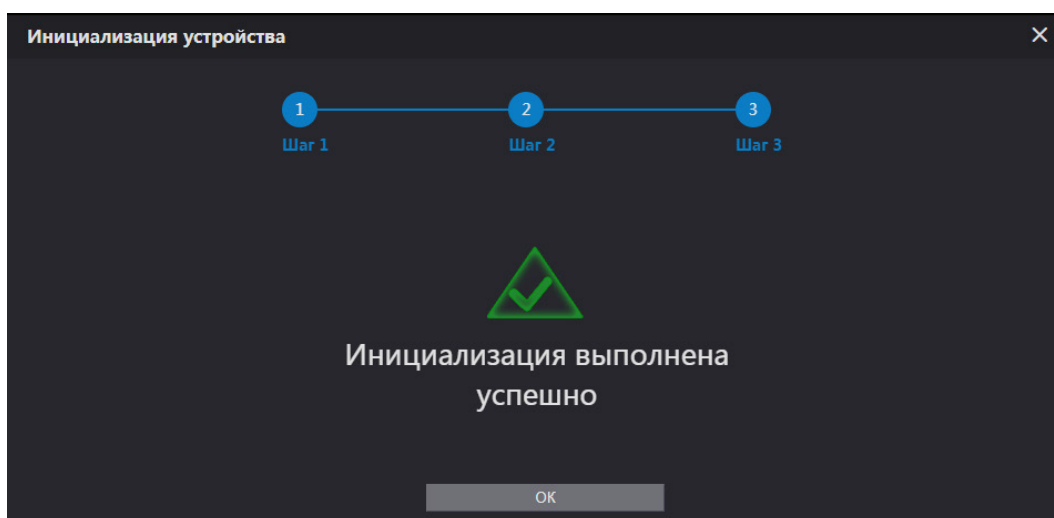 Инициализация устройства
1 2 3
Шаг 1 Шаг 2 Шаг 3
Инициализация выполнена
успешно
OK